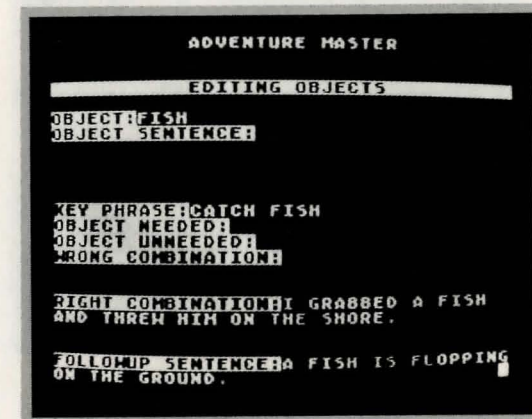 ADVENTURE MASTER
EDITING OBJECTS
OBJECT:FISH
OBJECT SENTENCE:
KEY PHRASE:CATCH FISH
OBJECT NEEDED:
OBJECT UNNEEDED:
WRONG COMBINATION:
RIGHT COMBINATION:I GRABBED A FISH
AND THREW HIM ON THE SHORE.
FOLLOWUP SENTENCE:A FISH IS FLOPPING
ON THE GROUND.